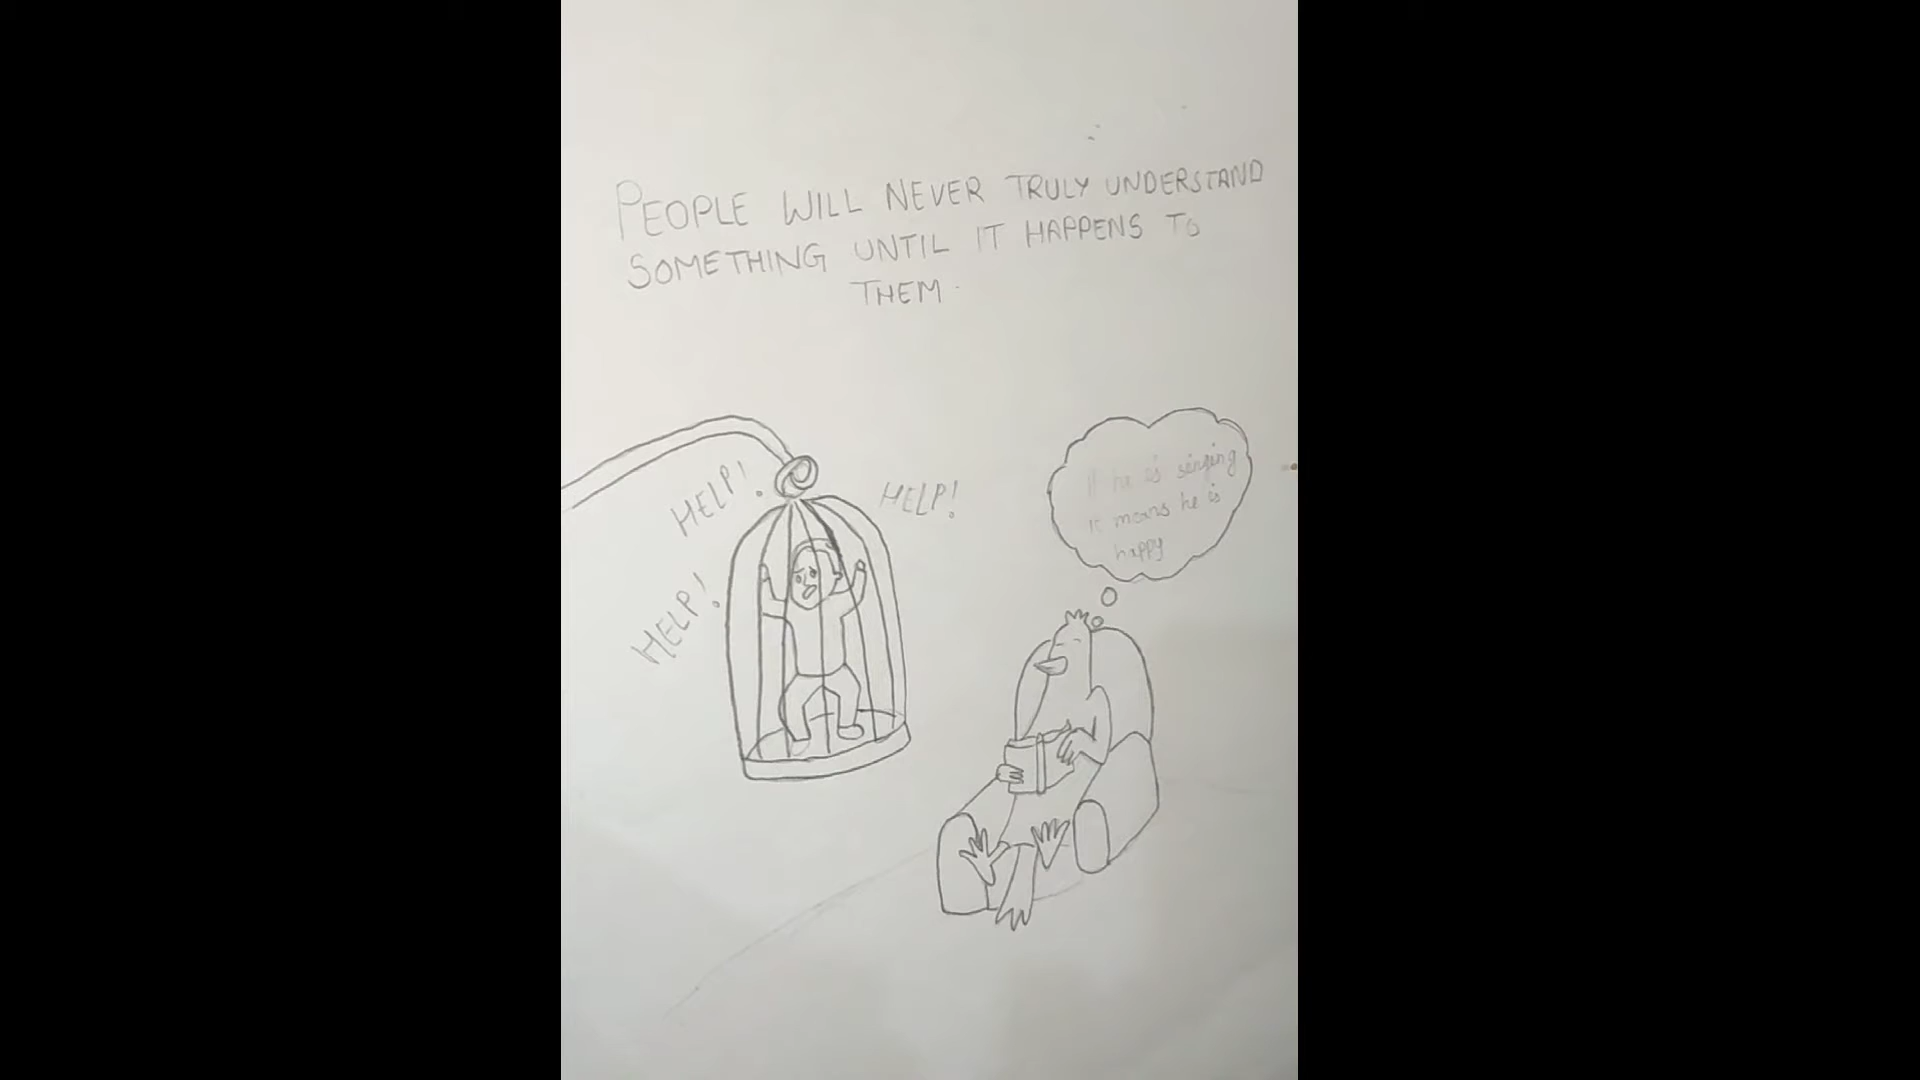 PEOPLE WILL NEVER TRULY UNDERSTAND
SOMETHING UNTIL IT HAPPENS TO
THEM.
HELP!
HELP!
HELP!
If he is singing
it means he is
happy